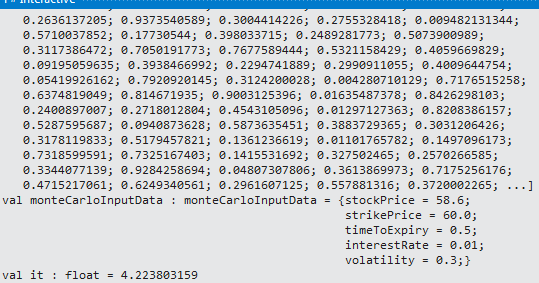 Interactive
0.2636137205; 0.9373540589; 0.3004414226; 0.2755328418; 0.009482131344;
0.5710037852; 0.17730544; 0.398033715; 0.2489281773; 0.5073900989;
0.3117386472; 0.7050191773; 0.7677589444; 0.5321158429; 0.4059669829;
0.09195059635; 0.3938466992; 0.2294741889; 0.2990911055; 0.4009644754;
0.05419926162; 0.7920920145; 0.3124200028; 0.004280710129; 0.7176515258;
0.6374819049; 0.814671935; 0.9003125396; 0.01635487378; 0.8426298103;
0.2400897007; 0.2718012804; 0.4543105096; 0.01297127363; 0.8208386157;
0.5287595687; 0.0940873628; 0.5873635451; 0.3883729365; 0.3031206426;
0.3178119833; 0.5179457821; 0.1361236619; 0.01101765782; 0.1497096173;
0.7318599591; 0.7325167403; 0.1415531692; 0.327502465; 0.2570266585;
0.3344077139; 0.9284258694; 0.04807307806; 0.3613869973; 0.7175256176;
0.4715217061; 0.6249340561; 0.2961607125; 0.557881316; 0.3720002265; ...]
val monteCarloInputData : monteCarloInputData = {stockPrice = 58.6;
strikePrice = 60.0;
timeToExpiry = 0.5;
interestRate = 0.01;
volatility = 0.3;}
val it : float = 4.223803159